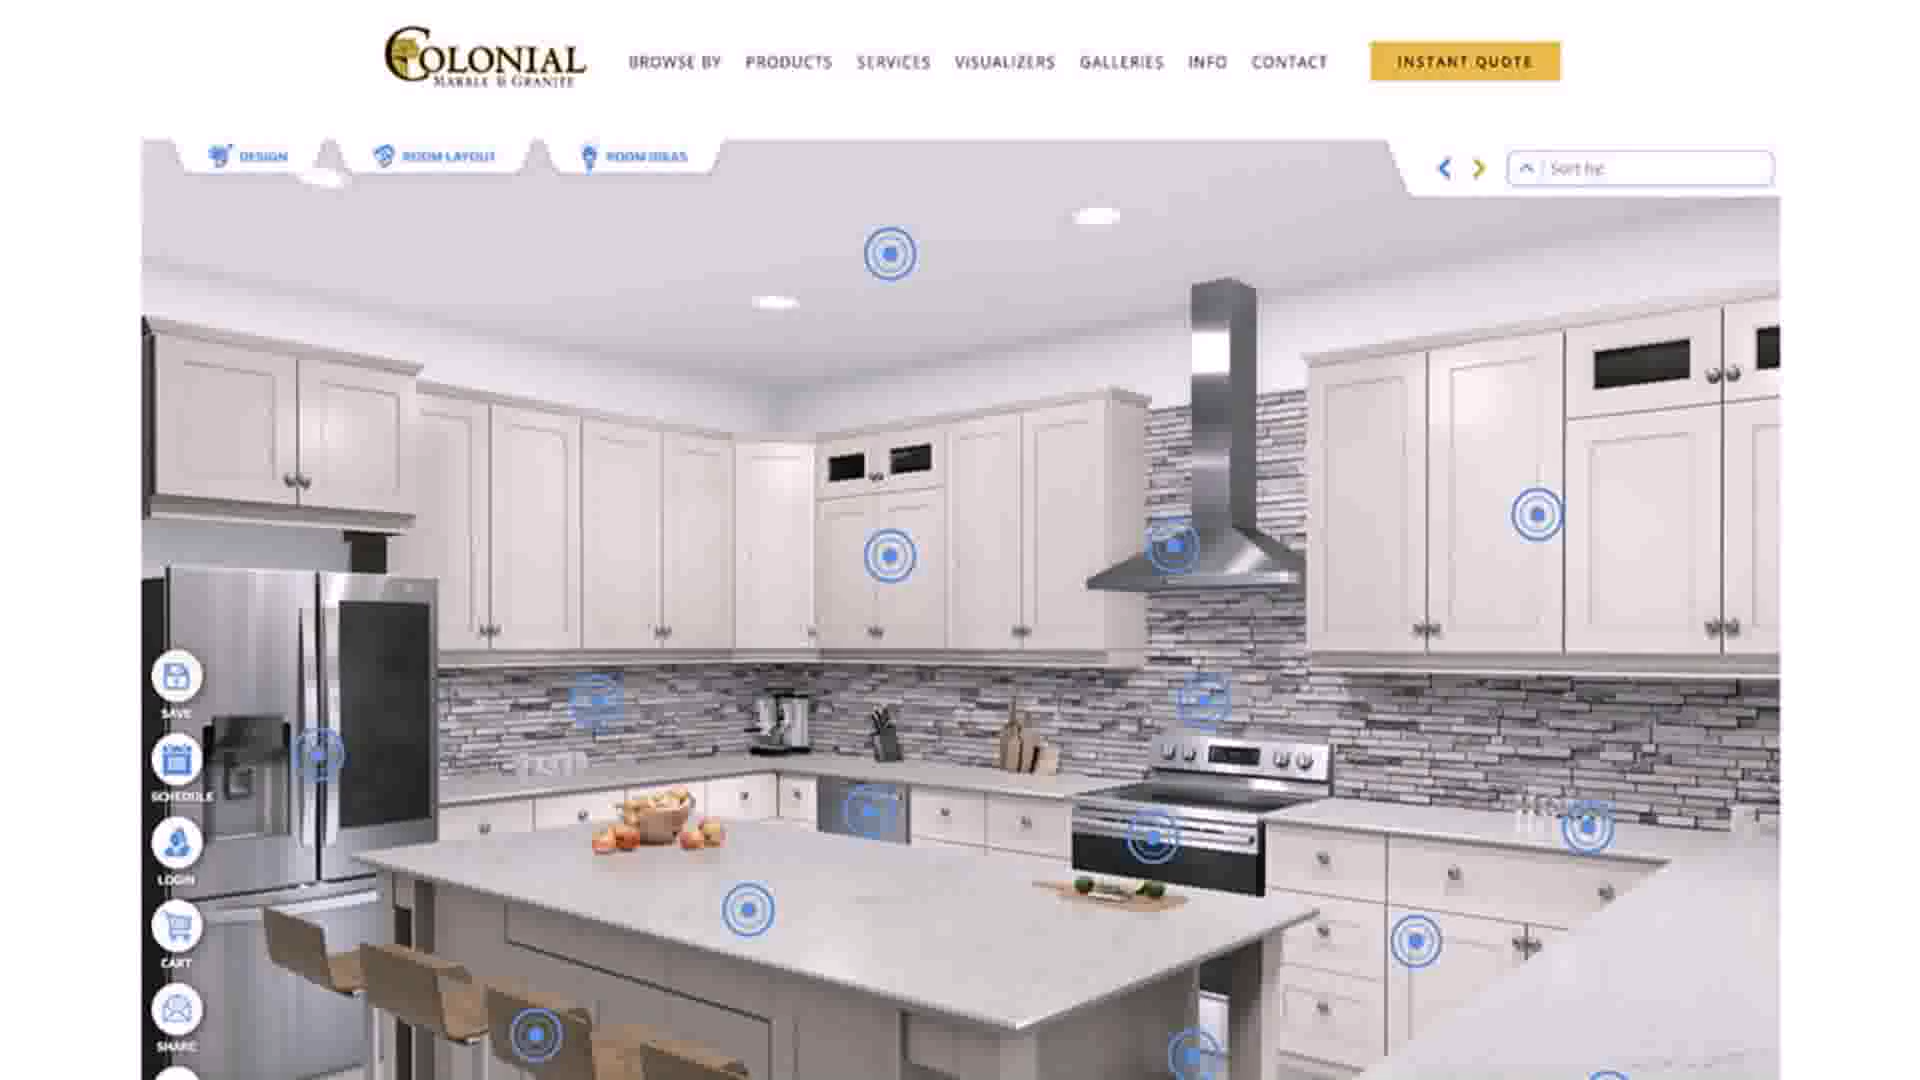 COLONIAL
MARBLE & GRANITE
BROWSE BY
PRODUCTS
SERVICES
VISUALIZERS
GALLERIES
INFO
CONTACT
INSTANT QUOTE
DESIGN
ROOM LAYOUT
ROOM IDEAS
Sort by:
SAVE
SCHEDULE
LOGIN
CART
SHARE